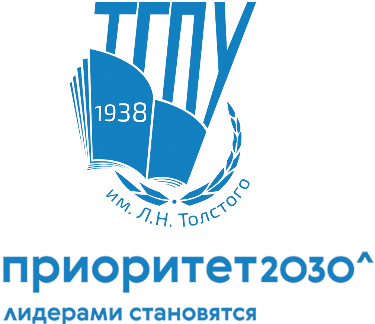 ТГПУ
1938
им. Л.Н. Толстого
приоритет2030^
лидерами становятся